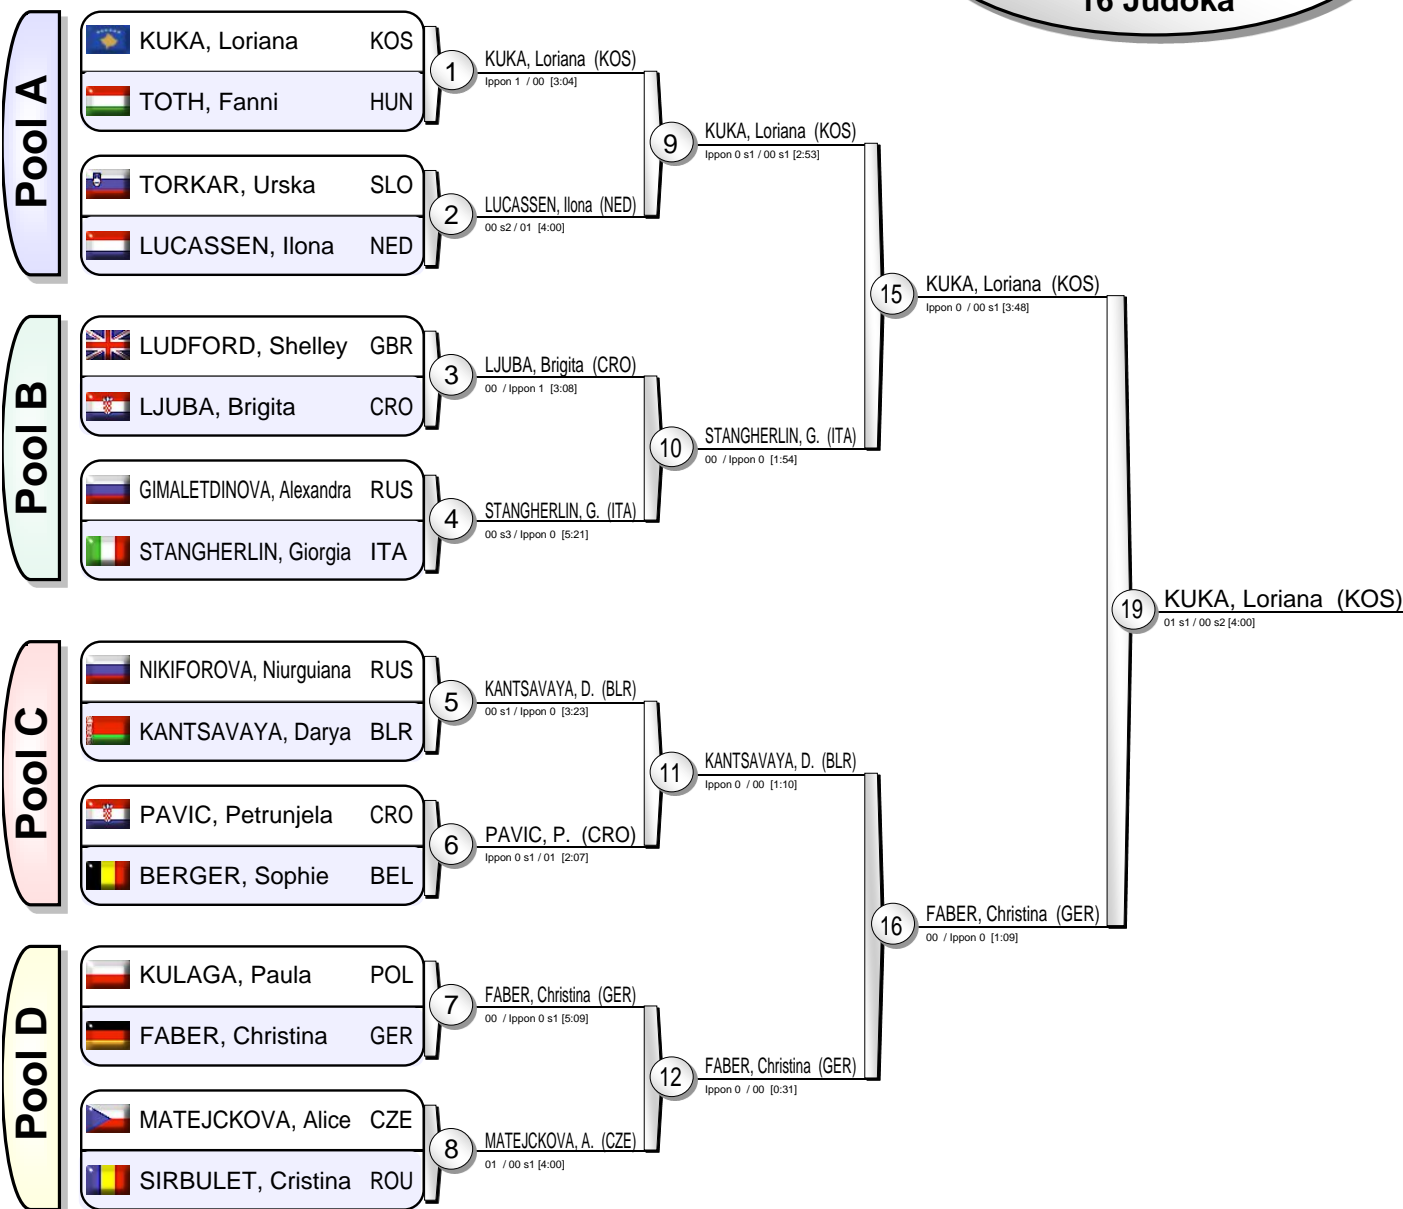 16 Judoka
Pool A
KUKA, Loriana KOS
TOTH, Fanni HUN
1
KUKA, Loriana (KOS)
Ippon 1 / 00 [3:04]
TORKAR, Urska SLO
LUCASSEN, Ilona NED
2
LUCASSEN, Ilona (NED)
00 s2 / 01 [4:00]
9
KUKA, Loriana (KOS)
Ippon 0 s1 / 00 s1 [2:53]
Pool B
LUDFORD, Shelley GBR
LJUBA, Brigita CRO
3
LJUBA, Brigita (CRO)
00 / Ippon 1 [3:08]
GIMALETDINOVA, Alexandra RUS
STANGHERLIN, Giorgia ITA
4
STANGHERLIN, G. (ITA)
00 s3 / Ippon 0 [5:21]
10
STANGHERLIN, G. (ITA)
00 / Ippon 0 [1:54]
15
KUKA, Loriana (KOS)
Ippon 0 / 00 s1 [3:48]
Pool C
NIKIFOROVA, Niurguiana RUS
KANTSAVAYA, Darya BLR
5
KANTSAVAYA, D. (BLR)
00 s1 / Ippon 0 [3:23]
PAVIC, Petrunjela CRO
BERGER, Sophie BEL
6
PAVIC, P. (CRO)
Ippon 0 s1 / 01 [2:07]
11
KANTSAVAYA, D. (BLR)
Ippon 0 / 00 [1:10]
Pool D
KULAGA, Paula POL
FABER, Christina GER
7
FABER, Christina (GER)
00 / Ippon 0 s1 [5:09]
MATEJCKOVA, Alice CZE
SIRBULET, Cristina ROU
8
MATEJCKOVA, A. (CZE)
01 / 00 s1 [4:00]
12
FABER, Christina (GER)
Ippon 0 / 00 [0:31]
16
FABER, Christina (GER)
00 / Ippon 0 [1:09]
19
KUKA, Loriana (KOS)
01 s1 / 00 s2 [4:00]